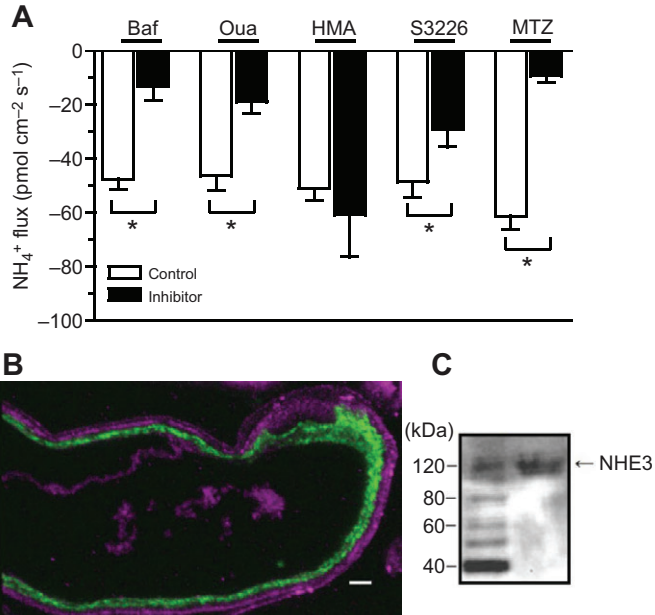 A
Baf Oua HMA S3226 MTZ
0
–20
–40
–60
–80
–100
NH₄⁺ flux (pmol cm⁻² s⁻¹)
* * * *
Control
Inhibitor
B
C
(kDa)
120
80
60
40
← NHE3